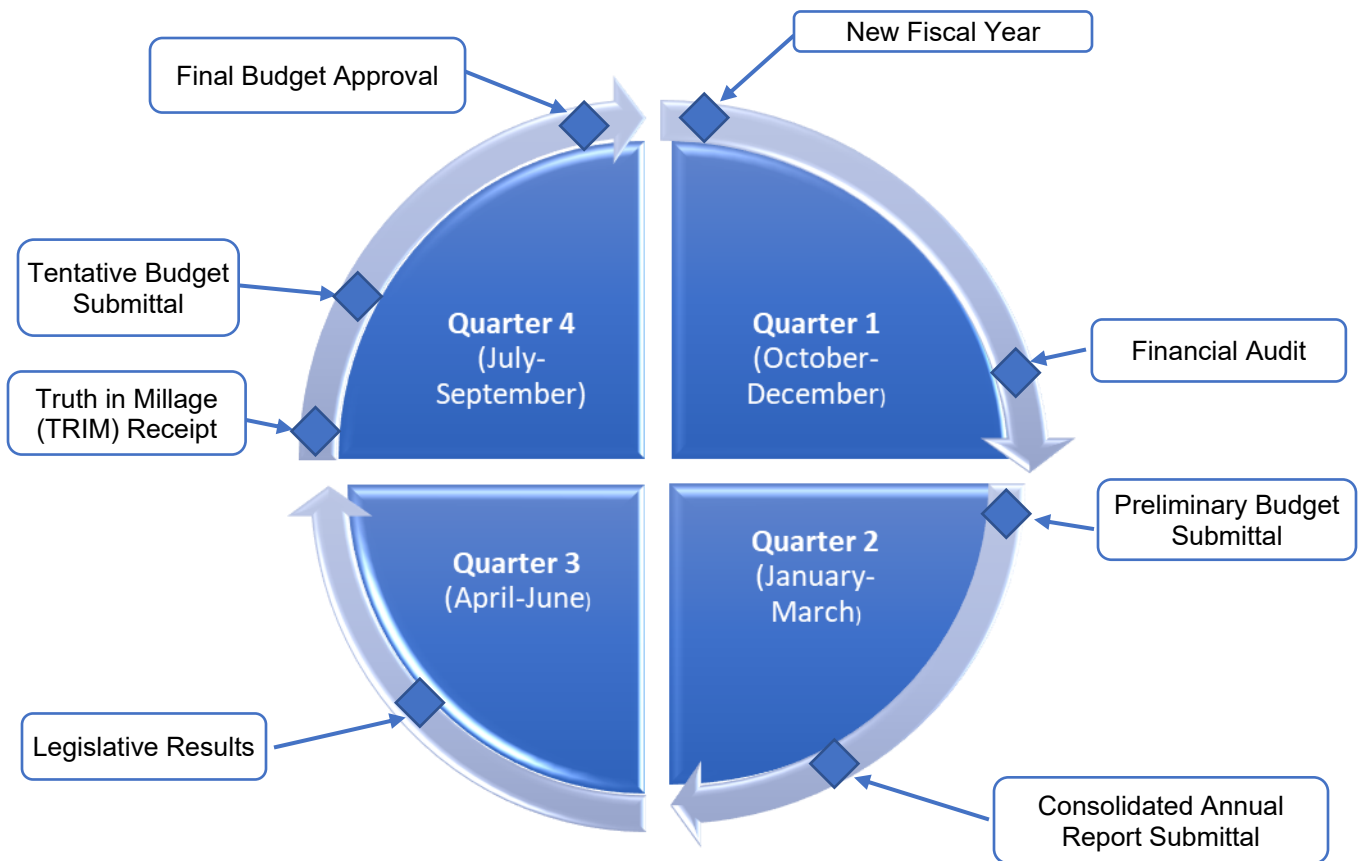 New Fiscal Year
Final Budget Approval
Tentative Budget
Submittal
Quarter 4
(July-
September)
Quarter 1
(October-
December)
Financial Audit
Truth in Millage
(TRIM) Receipt
Preliminary Budget
Submittal
Quarter 3
(April-June)
Quarter 2
(January-
March)
Legislative Results
Consolidated Annual
Report Submittal